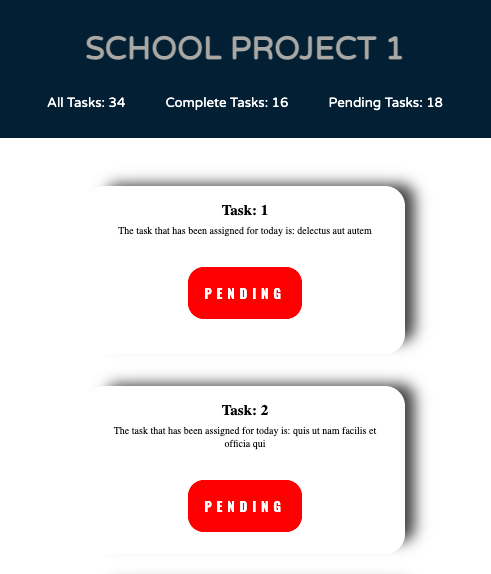 SCHOOL PROJECT 1
All Tasks: 34 Complete Tasks: 16 Pending Tasks: 18
Task: 1
The task that has been assigned for today is: delectus aut autem
PENDING
Task: 2
The task that has been assigned for today is: quis ut nam facilis et
officia qui
PENDING